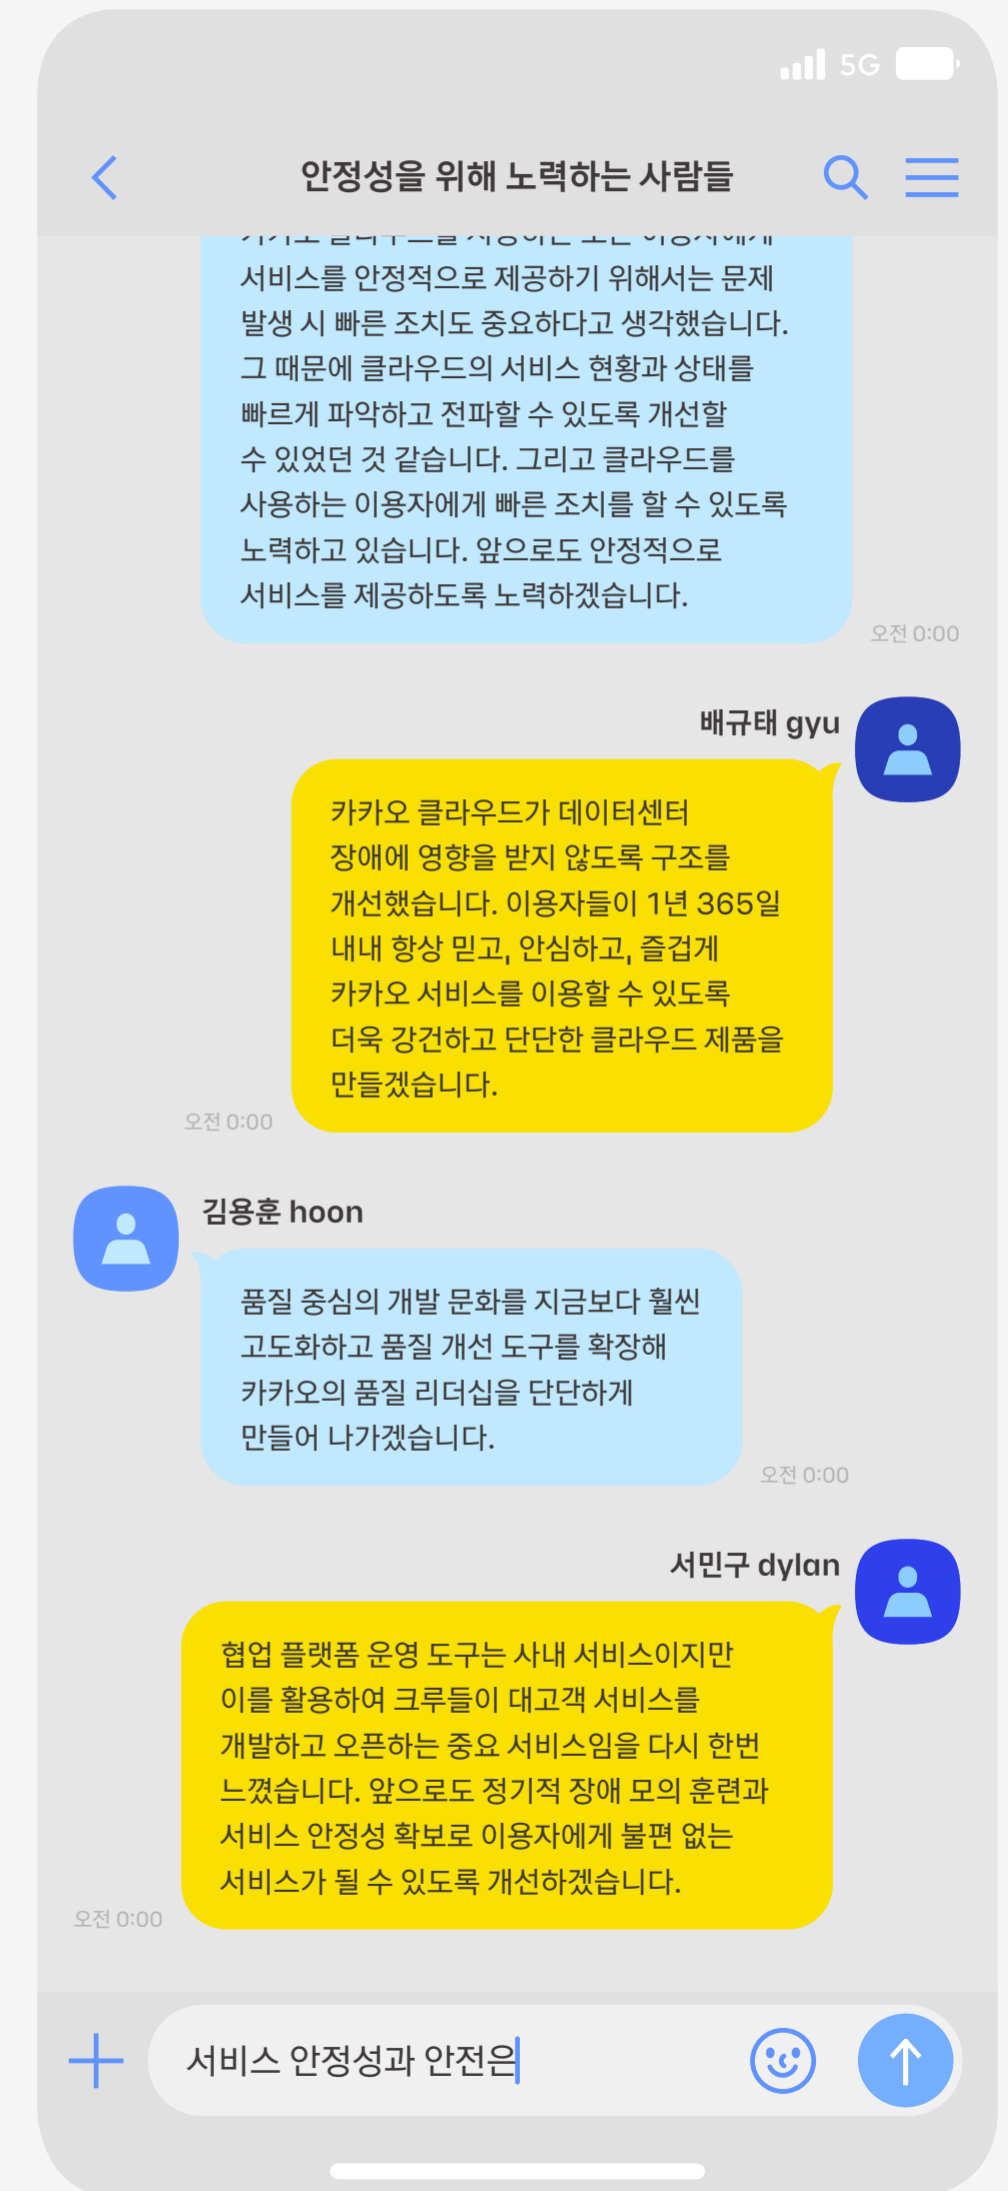 5G
안정성을 위해 노력하는 사람들
서비스를 안정적으로 제공하기 위해서는 문제
발생 시 빠른 조치도 중요하다고 생각했습니다.
그 때문에 클라우드의 서비스 현황과 상태를
빠르게 파악하고 전파할 수 있도록 개선할
수 있었던 것 같습니다. 그리고 클라우드를
사용하는 이용자에게 빠른 조치를 할 수 있도록
노력하고 있습니다. 앞으로도 안정적으로
서비스를 제공하도록 노력하겠습니다.
오전 0:00
배규태 gyu
카카오 클라우드가 데이터센터
장애에 영향을 받지 않도록 구조를
개선했습니다. 이용자들이 1년 365일
내내 항상 믿고, 안심하고, 즐겁게
카카오 서비스를 이용할 수 있도록
더욱 강건하고 단단한 클라우드 제품을
만들겠습니다.
오전 0:00
김용훈 hoon
품질 중심의 개발 문화를 지금보다 훨씬
고도화하고 품질 개선 도구를 확장해
카카오의 품질 리더십을 단단하게
만들어 나가겠습니다.
오전 0:00
서민구 dylan
협업 플랫폼 운영 도구는 사내 서비스이지만
이를 활용하여 크루들이 대고객 서비스를
개발하고 오픈하는 중요 서비스임을 다시 한번
느꼈습니다. 앞으로도 정기적 장애 모의 훈련과
서비스 안정성 확보로 이용자에게 불편 없는
서비스가 될 수 있도록 개선하겠습니다.
오전 0:00
서비스 안정성과 안전은